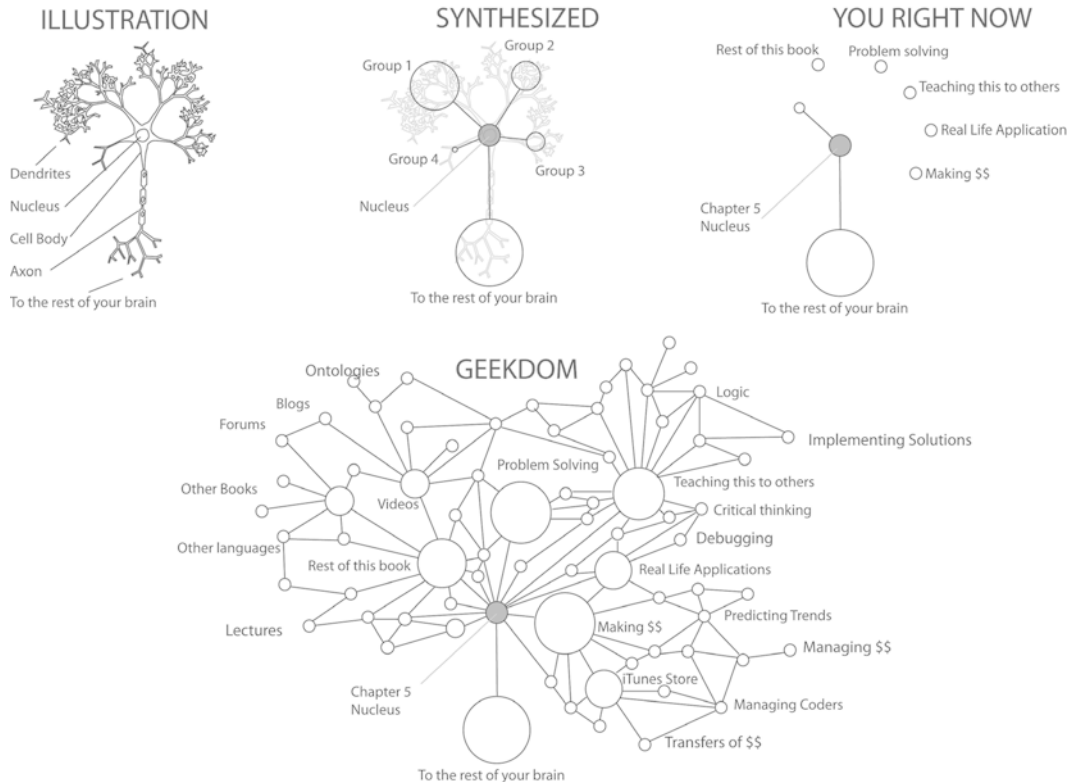 ILLUSTRATION
Dendrites
Nucleus
Cell Body
Axon
To the rest of your brain
SYNTHESIZED
Group 2
Group 1
Group 4
Group 3
Nucleus
To the rest of your brain
YOU RIGHT NOW
Rest of this book
Problem solving
Teaching this to others
Real Life Application
Making $$
Chapter 5
Nucleus
To the rest of your brain
GEEKDOM
Ontologies
Blogs
Forums
Logic
Implementing Solutions
Problem Solving
Teaching this to others
Other Books
Videos
Critical thinking
Other languages
Debugging
Rest of this book
Real Life Applications
Predicting Trends
Lectures
Making $$
Managing $$
iTunes Store
Chapter 5
Nucleus
Managing Coders
Transfers of $$
To the rest of your brain